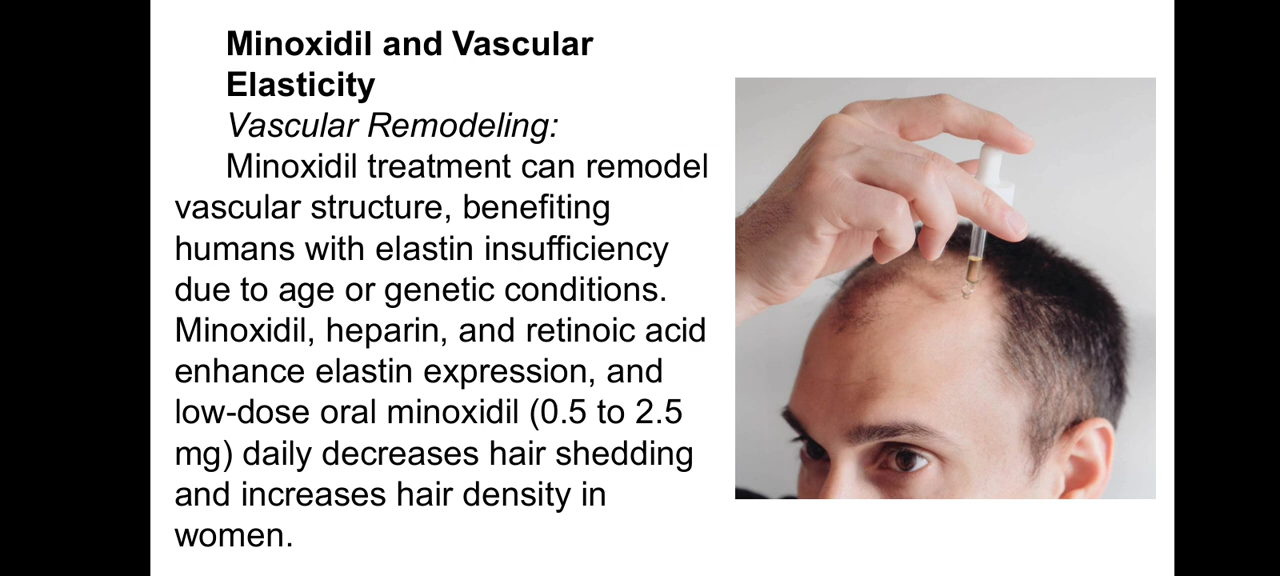 Minoxidil and Vascular
Elasticity
Vascular Remodeling:
Minoxidil treatment can remodel
vascular structure, benefiting
humans with elastin insufficiency
due to age or genetic conditions.
Minoxidil, heparin, and retinoic acid
enhance elastin expression, and
low-dose oral minoxidil (0.5 to 2.5
mg) daily decreases hair shedding
and increases hair density in
women.